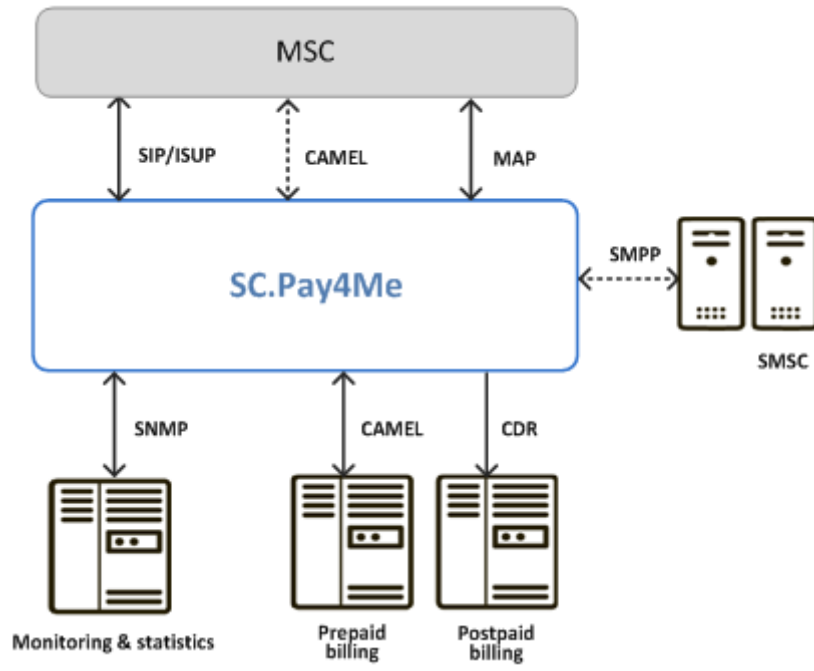 MSC
SIP/ISUP
CAMEL
MAP
SC.Pay4Me
SMPP
SMSC
SNMP
CAMEL
CDR
Monitoring & statistics
Prepaid
billing
Postpaid
billing